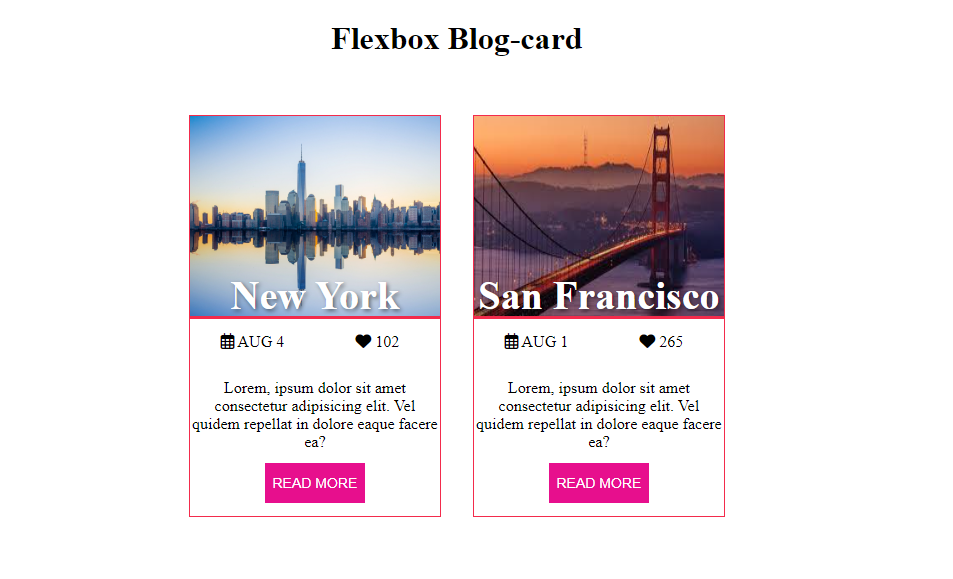 Flexbox Blog-card
New York
AUG 4
102
Lorem, ipsum dolor sit amet
consectetur adipisicing elit. Vel
quidem repellat in dolore eaque facere
ea?
READ MORE
San Francisco
AUG 1
265
Lorem, ipsum dolor sit amet
consectetur adipisicing elit. Vel
quidem repellat in dolore eaque facere
ea?
READ MORE